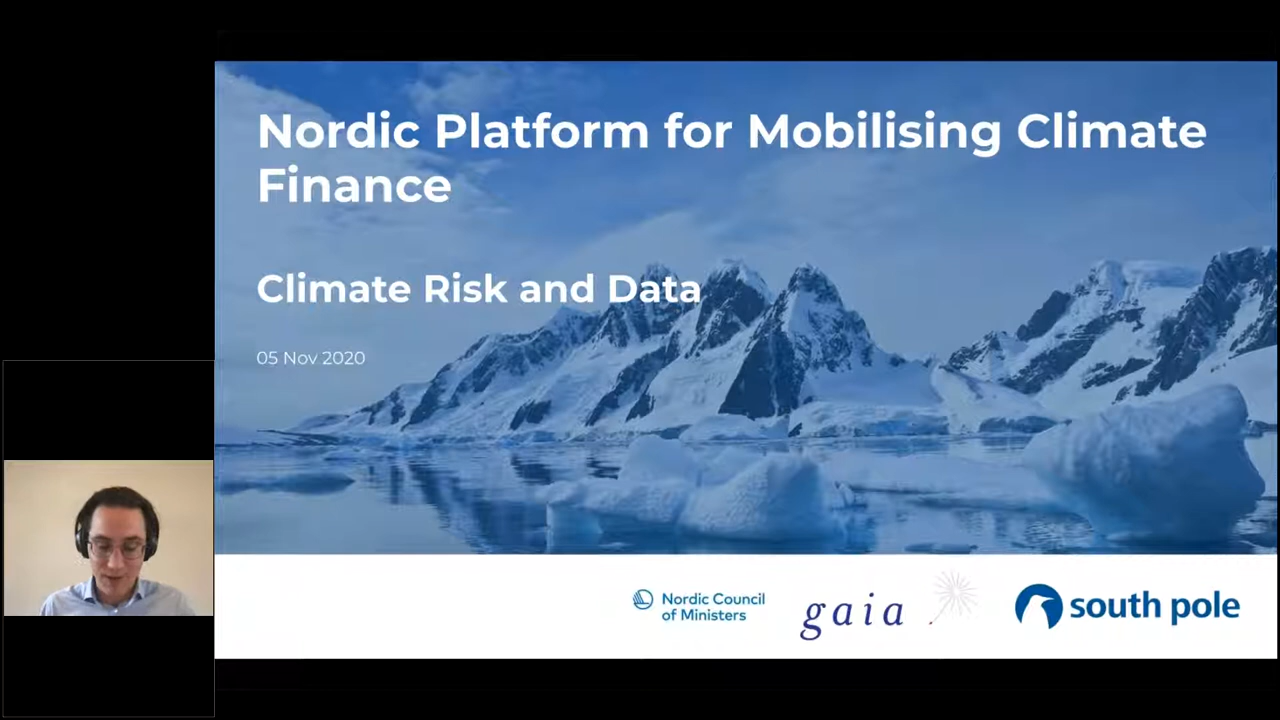 Nordic Platform for Mobilising Climate
Finance
Climate Risk and Data
05 Nov 2020
Nordic Council
of Ministers
gaia
south pole